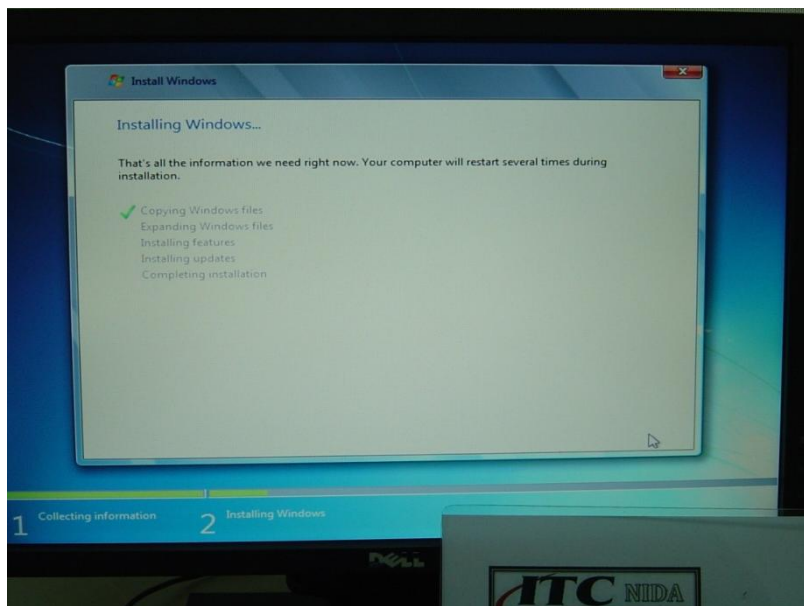 Install Windows
Installing Windows...
That's all the information we need right now. Your computer will restart several times during
installation.
Copying Windows files
Expanding Windows files
Installing features
Installing updates
Completing installation
1 Collecting information 2 Installing Windows
DELL
ITC NIDA